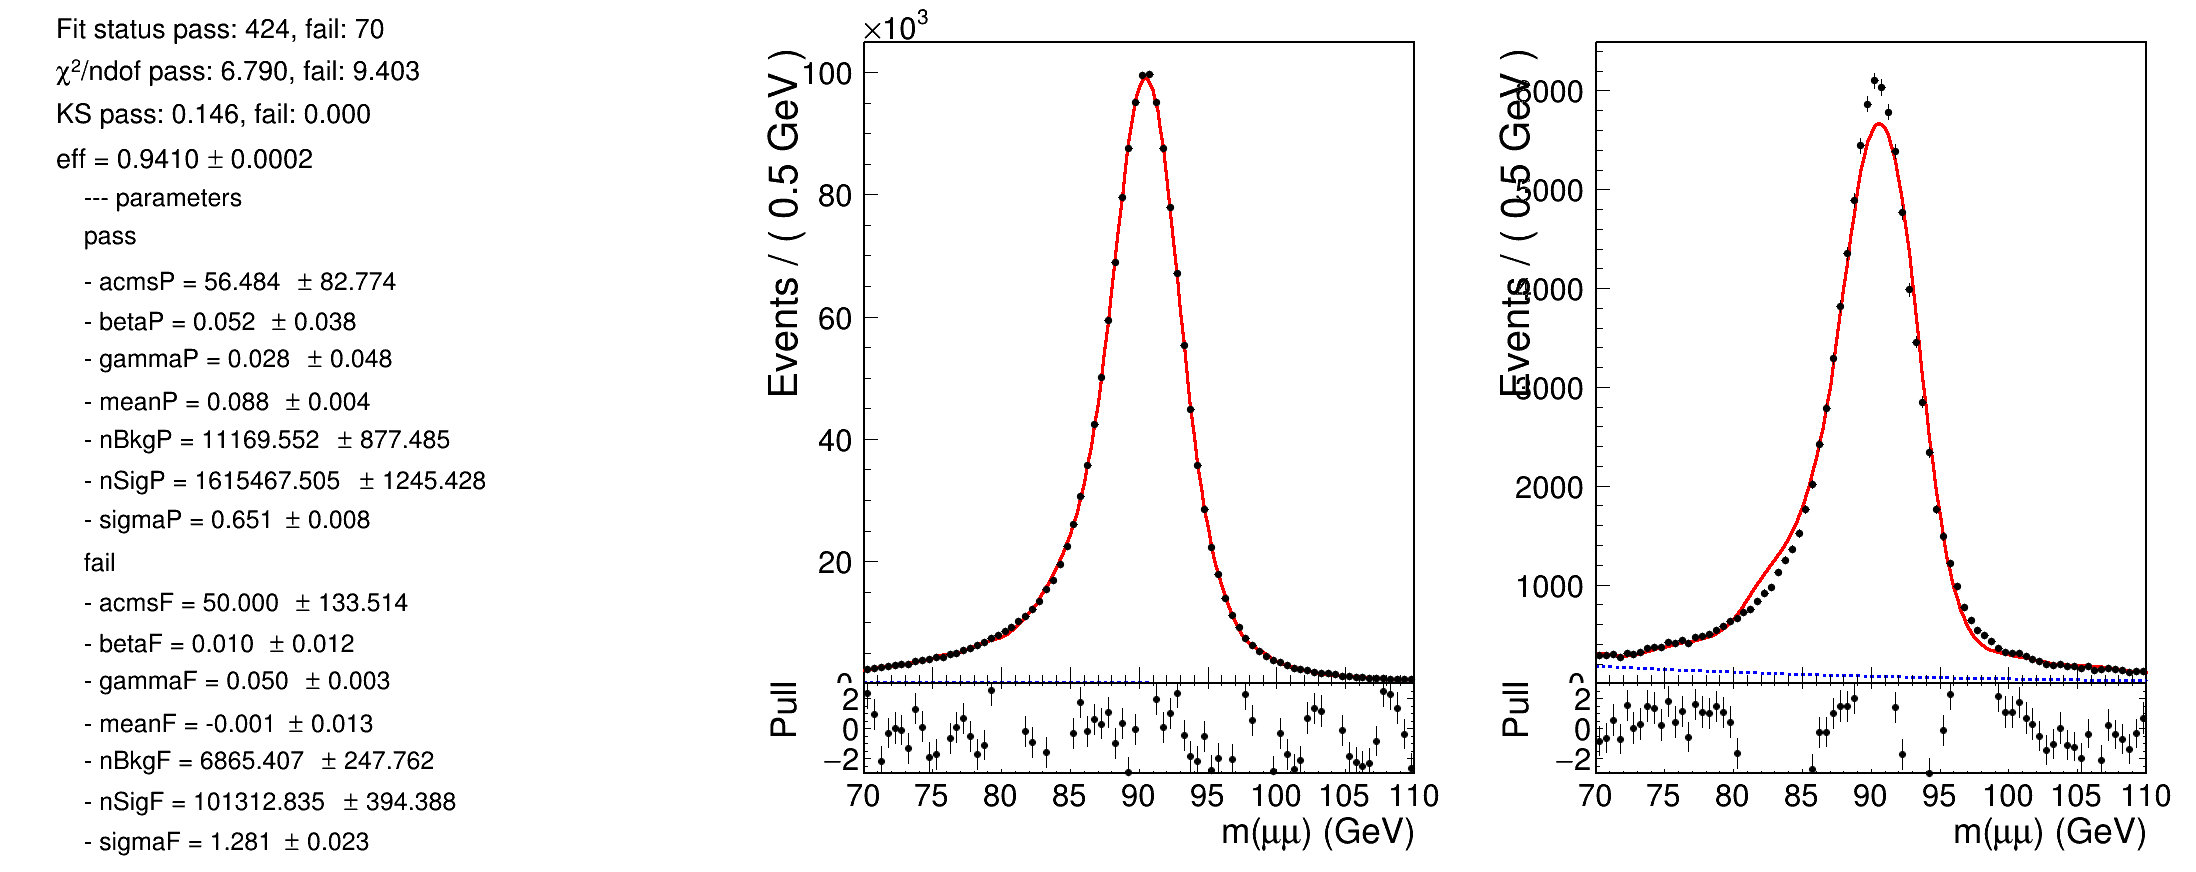 Fit status pass: 424, fail: 70
χ²/ndof pass: 6.790, fail: 9.403
KS pass: 0.146, fail: 0.000
eff = 0.9410 ± 0.0002
--- parameters
pass
- acmsP = 56.484 ± 82.774
- betaP = 0.052 ± 0.038
- gammaP = 0.028 ± 0.048
- meanP = 0.088 ± 0.004
- nBkgP = 11169.552 ± 877.485
- nSigP = 1615467.505 ± 1245.428
- sigmaP = 0.651 ± 0.008
fail
- acmsF = 50.000 ± 133.514
- betaF = 0.010 ± 0.012
- gammaF = 0.050 ± 0.003
- meanF = -0.001 ± 0.013
- nBkgF = 6865.407 ± 247.762
- nSigF = 101312.835 ± 394.388
- sigmaF = 1.281 ± 0.023
×10³
Events / ( 0.5 GeV )
100
80
60
40
20
0
Pull
2
0
−2
70 75 80 85 90 95 100 105 110
m(μμ) (GeV)
Events / ( 0.5 GeV )
6000
5000
4000
3000
2000
1000
0
Pull
2
0
−2
70 75 80 85 90 95 100 105 110
m(μμ) (GeV)